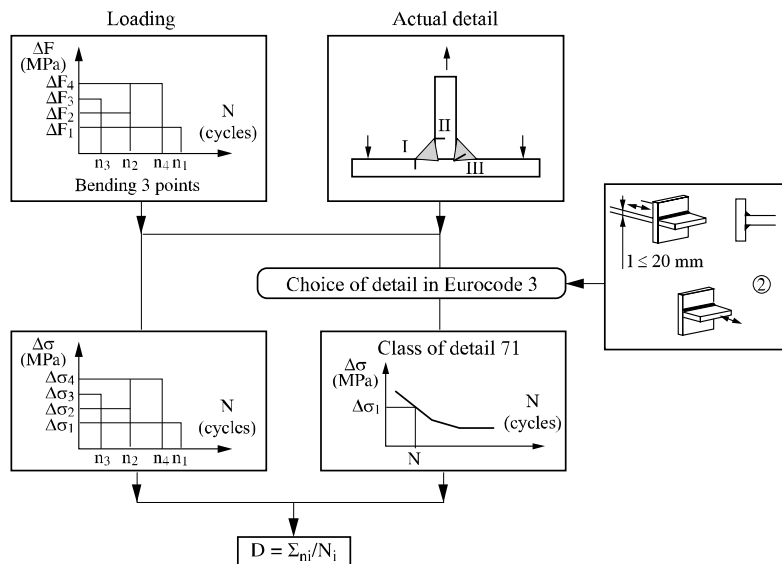 Loading
Actual detail
ΔF
(MPa)
ΔF4
ΔF3
ΔF2
ΔF1
N
(cycles)
n3 n2 n4 n1
Bending 3 points
I
II
III
1 ≤ 20 mm
②
Choice of detail in Eurocode 3
Δσ
(MPa)
Δσ4
Δσ3
Δσ2
Δσ1
N
(cycles)
n3 n2 n4 n1
Class of detail 71
Δσ
(MPa)
Δσ1
N
(cycles)
N
D = Σni/Ni